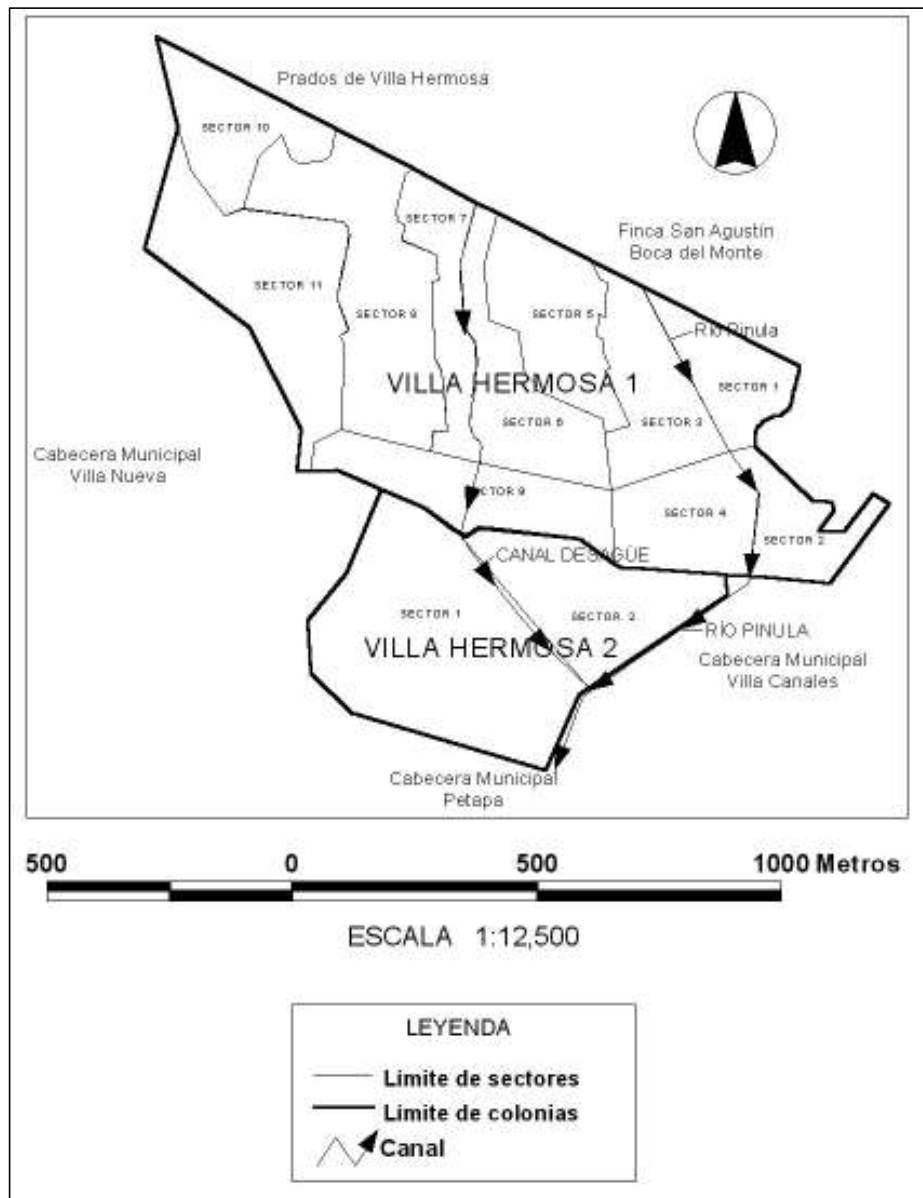 Prados de Villa Hermosa
SECTOR 10
SECTOR 7
Finca San Agustín
Boca del Monte
SECTOR 11
SECTOR 8
SECTOR 5
Río Pinula
VILLA HERMOSA 1
SECTOR 1
SECTOR 6
SECTOR 3
Cabecera Municipal
Villa Nueva
SECTOR 9
SECTOR 4
SECTOR 2
CANAL DESAGÜE
SECTOR 1
SECTOR 2
RÍO PINULA
VILLA HERMOSA 2
Cabecera Municipal
Villa Canales
Cabecera Municipal
Petapa
500 0 500 1000 Metros
ESCALA 1:12,500
LEYENDA
Limite de sectores
Limite de colonias
Canal